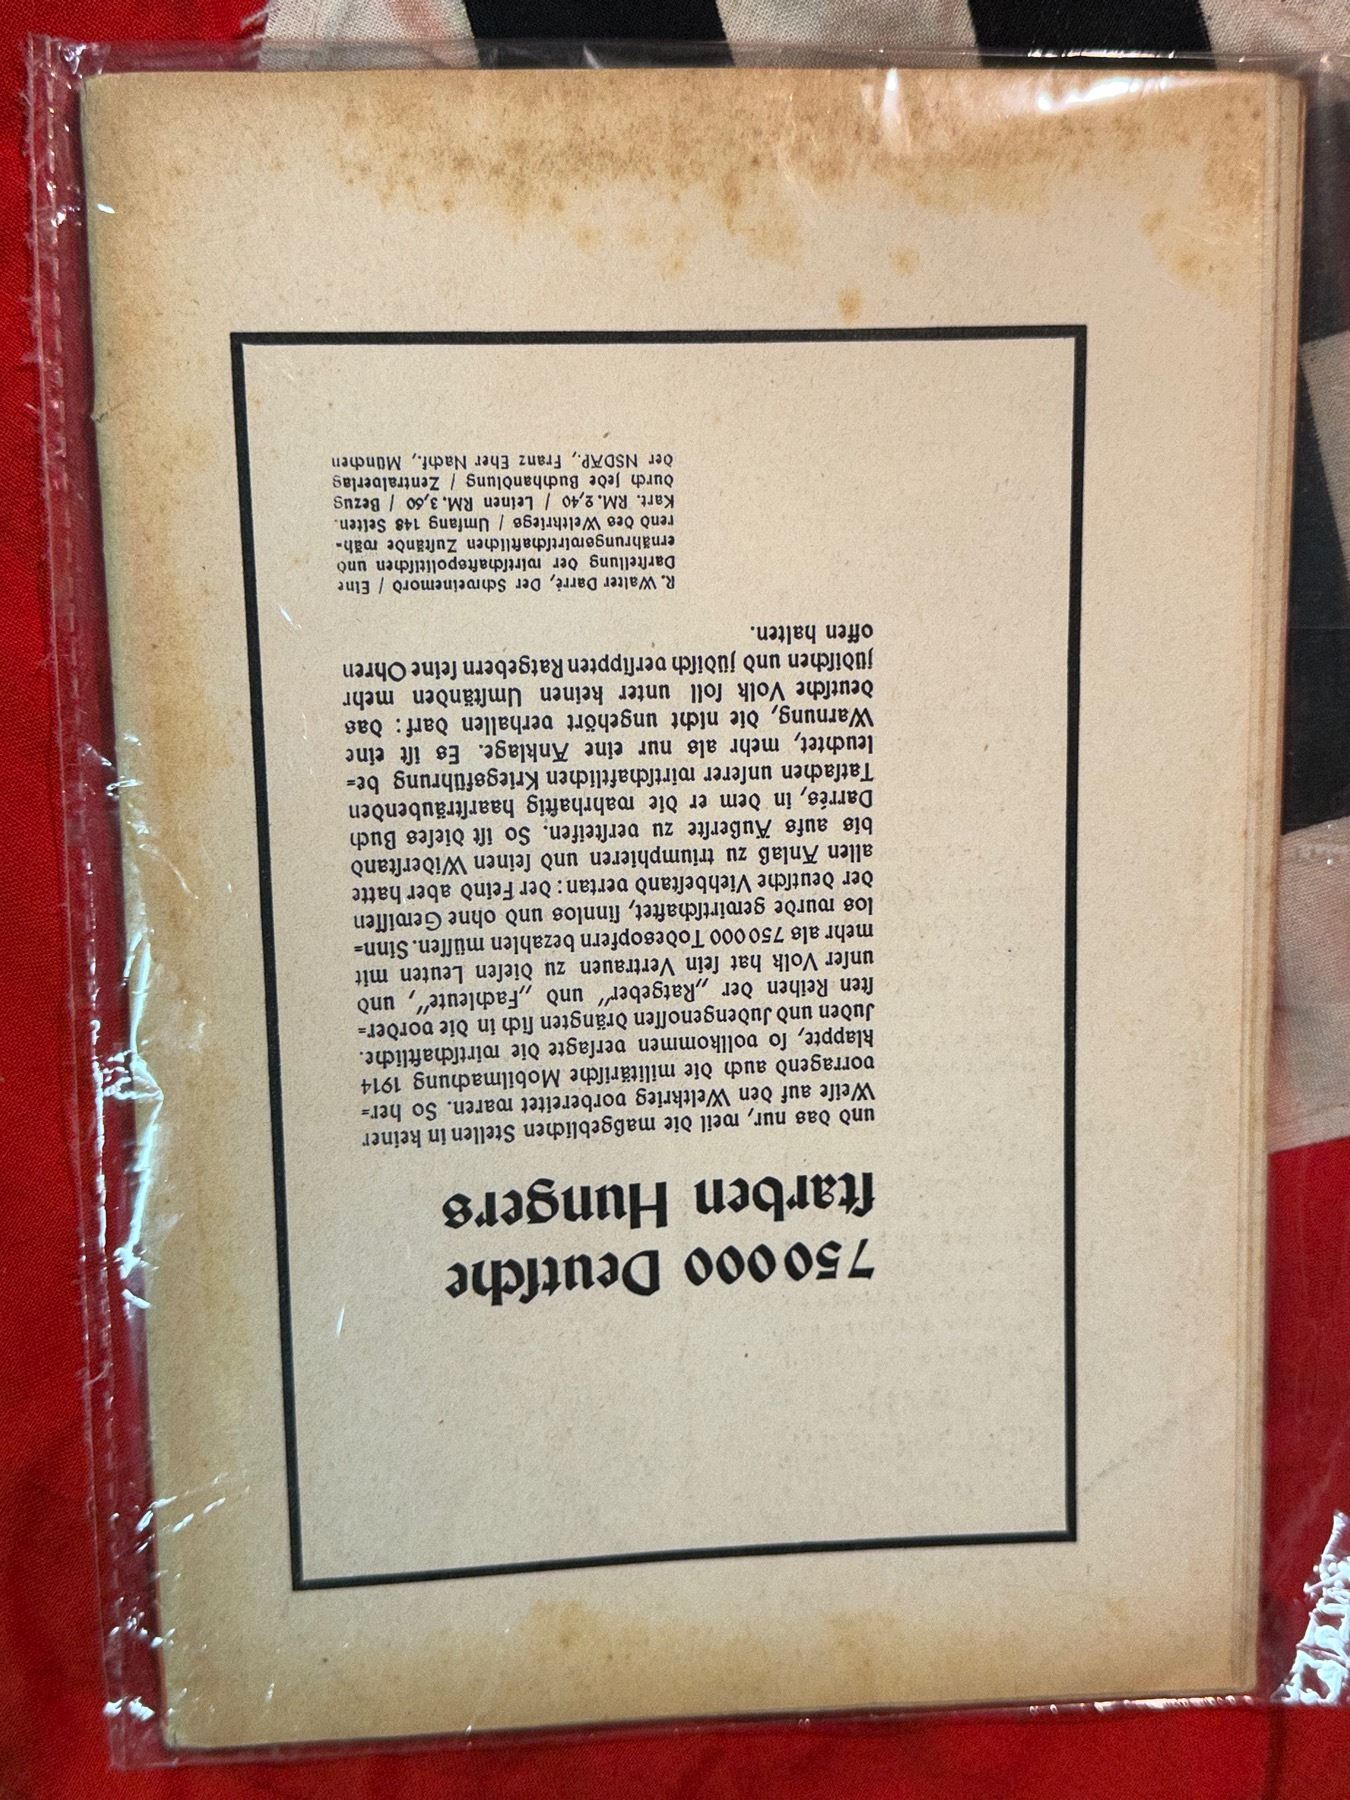 750000 Deutsche
starben Hungers
und das nur, weil die maßgeblichen Stellen in keiner
Weise auf den Weltkrieg vorbereitet waren. So her=
vorragend auch die militärische Mobilmachung 1914
klappte, so vollkommen versagte die wirtschaftliche.
Juden und Judengenossen drängten sich in die vorder=
sten Reihen der „Ratgeber“ und „Fachleute“, und
unser Volk hat sein Vertrauen zu diesen Leuten mit
mehr als 750000 Todesopfern bezahlen müssen. Sinn=
los wurde gewirtschaftet, sinnlos und ohne Gewissen
der deutsche Viehbestand vertan: der Feind aber hatte
allen Anlaß zu triumphieren und seinen Widerstand
bis aufs Äußerste zu versteifen. So ist dieses Buch
Darrés, in dem er die wahrhaftig haarsträubenden
Tatsachen unserer wirtschaftlichen Kriegsführung be=
leuchtet, mehr als nur eine Anklage. Es ist eine
Warnung, die nicht ungehört verhallen darf: das
deutsche Volk soll unter keinen Umständen mehr
jüdischen und jüdisch versippten Ratgebern seine Ohren
offen halten.
R. Walter Darré, Der Schweinemord / Eine
Darstellung der wirtschaftspolitischen und
ernährungswirtschaftlichen Zustände wäh=
rend des Weltkriegs / Umfang 148 Seiten.
Kart. RM. 2,40 / Leinen RM. 3,60 / Bezug
durch jede Buchhandlung / Zentralverlag
der NSDAP., Franz Eher Nachf., München